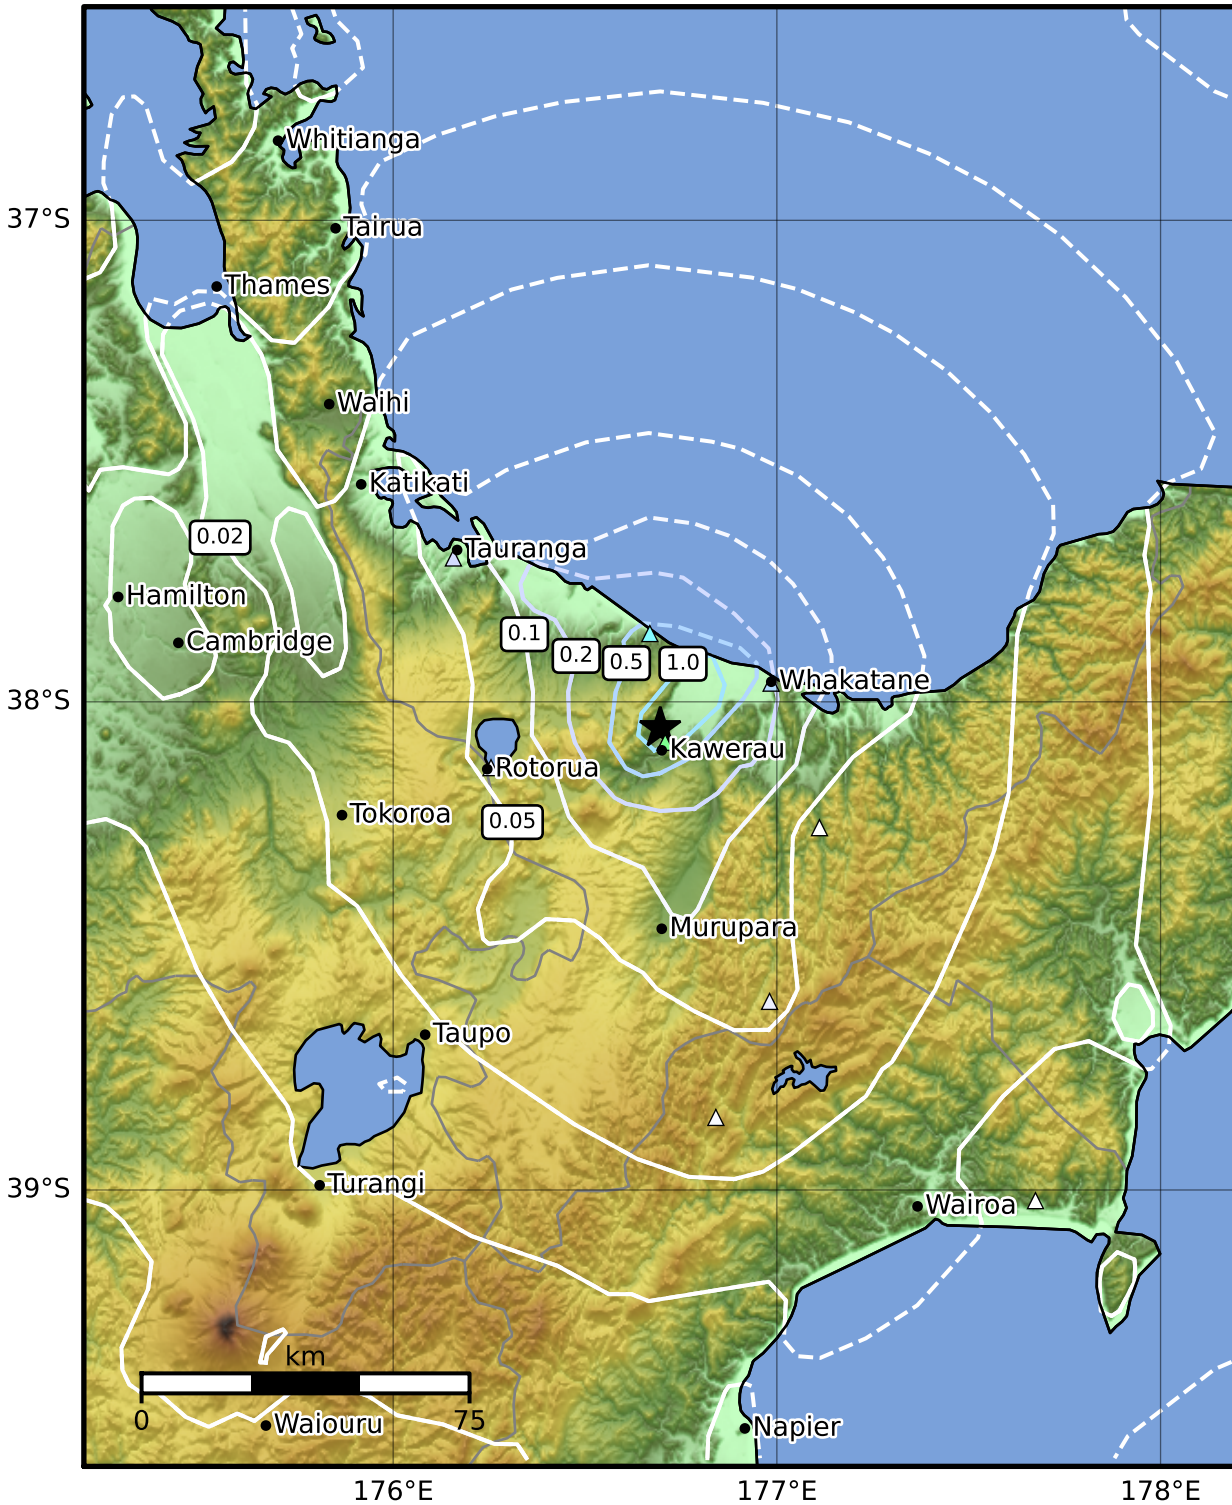 Whitianga
37°S
Tairua
Thames
Waihi
Katikati
0.02
Tauranga
Hamilton
0.1
Cambridge
0.2
0.5
1.0
Whakatane
38°S
Kawerau
Rotorua
Tokoroa
0.05
Murupara
Taupo
39°S
Turangi
Wairoa
km
0
75
Waiouru
Napier
176°E
177°E
178°E